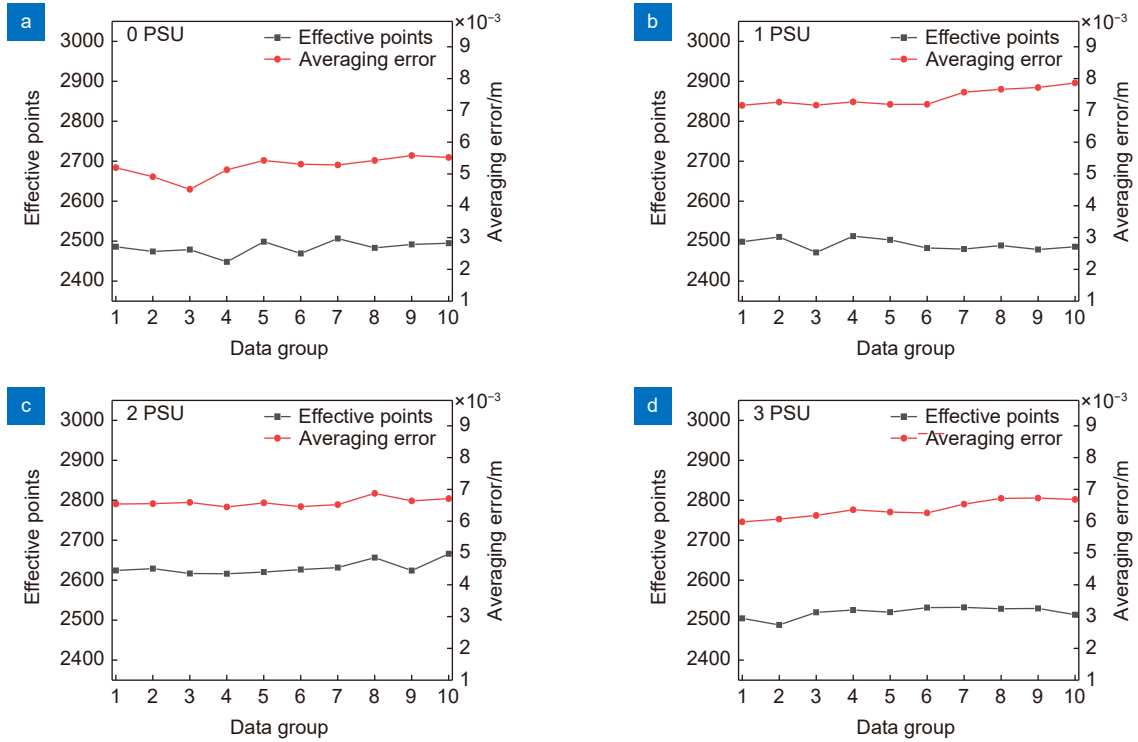 a
0 PSU
Effective points
Averaging error
×10⁻³
3000
2900
2800
2700
2600
2500
2400
Effective points
9
8
7
6
5
4
3
2
1
Averaging error/m
1 2 3 4 5 6 7 8 9 10
Data group
b
1 PSU
Effective points
Averaging error
×10⁻³
3000
2900
2800
2700
2600
2500
2400
Effective points
9
8
7
6
5
4
3
2
1
Averaging error/m
1 2 3 4 5 6 7 8 9 10
Data group
c
2 PSU
Effective points
Averaging error
×10⁻³
3000
2900
2800
2700
2600
2500
2400
Effective points
9
8
7
6
5
4
3
2
1
Averaging error/m
1 2 3 4 5 6 7 8 9 10
Data group
d
3 PSU
Effective points
Averaging error
×10⁻³
3000
2900
2800
2700
2600
2500
2400
Effective points
9
8
7
6
5
4
3
2
1
Averaging error/m
1 2 3 4 5 6 7 8 9 10
Data group